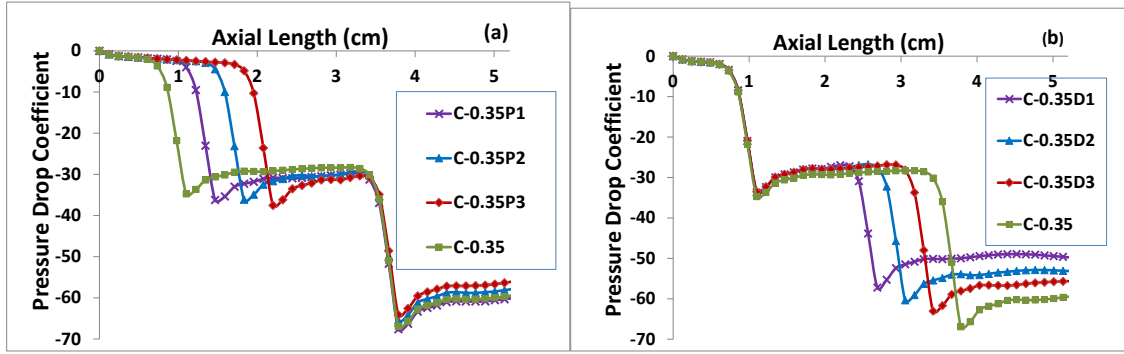 Axial Length (cm)
(a)
0
0
1
2
3
4
5
-10
-20
-30
-40
-50
-60
-70
Pressure Drop Coefficient
C-0.35P1
C-0.35P2
C-0.35P3
C-0.35
Axial Length (cm)
(b)
0
0
1
2
3
4
5
-10
-20
-30
-40
-50
-60
-70
Pressure Drop Coefficient
C-0.35D1
C-0.35D2
C-0.35D3
C-0.35